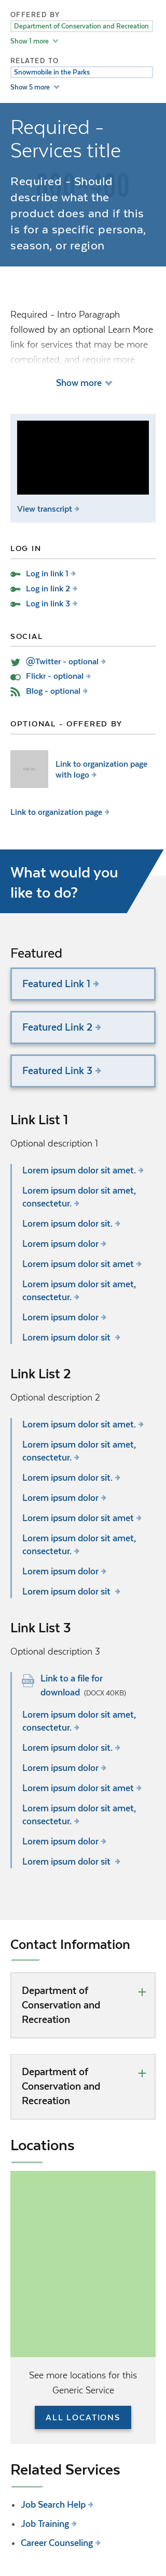 OFFERED BY
Department of Conservation and Recreation
Show 1 more
RELATED TO
Snowmobile in the Parks
Show 5 more
Required -
Services title
Required - Should
describe what the
product does and if this
is for a specific persona,
season, or region
Required - Intro Paragraph
followed by an optional Learn More
link for services that may be more
complicated, and require more
Show more
View transcript
LOG IN
Log in link 1
Log in link 2
Log in link 3
SOCIAL
@Twitter - optional
Flickr - optional
Blog - optional
OPTIONAL - OFFERED BY
Link to organization page
with logo
Link to organization page
What would you
like to do?
Featured
Featured Link 1
Featured Link 2
Featured Link 3
Link List 1
Optional description 1
Lorem ipsum dolor sit amet.
Lorem ipsum dolor sit amet,
consectetur.
Lorem ipsum dolor sit.
Lorem ipsum dolor
Lorem ipsum dolor sit amet
Lorem ipsum dolor sit amet,
consectetur.
Lorem ipsum dolor
Lorem ipsum dolor sit
Link List 2
Optional description 2
Lorem ipsum dolor sit amet.
Lorem ipsum dolor sit amet,
consectetur.
Lorem ipsum dolor sit.
Lorem ipsum dolor
Lorem ipsum dolor sit amet
Lorem ipsum dolor sit amet,
consectetur.
Lorem ipsum dolor
Lorem ipsum dolor sit
Link List 3
Optional description 3
Link to a file for
download (DOCX 40KB)
Lorem ipsum dolor sit amet,
consectetur.
Lorem ipsum dolor sit.
Lorem ipsum dolor
Lorem ipsum dolor sit amet
Lorem ipsum dolor sit amet,
consectetur.
Lorem ipsum dolor
Lorem ipsum dolor sit
Contact Information
Department of
Conservation and
Recreation
Department of
Conservation and
Recreation
Locations
See more locations for this
Generic Service
ALL LOCATIONS
Related Services
Job Search Help
Job Training
Career Counseling